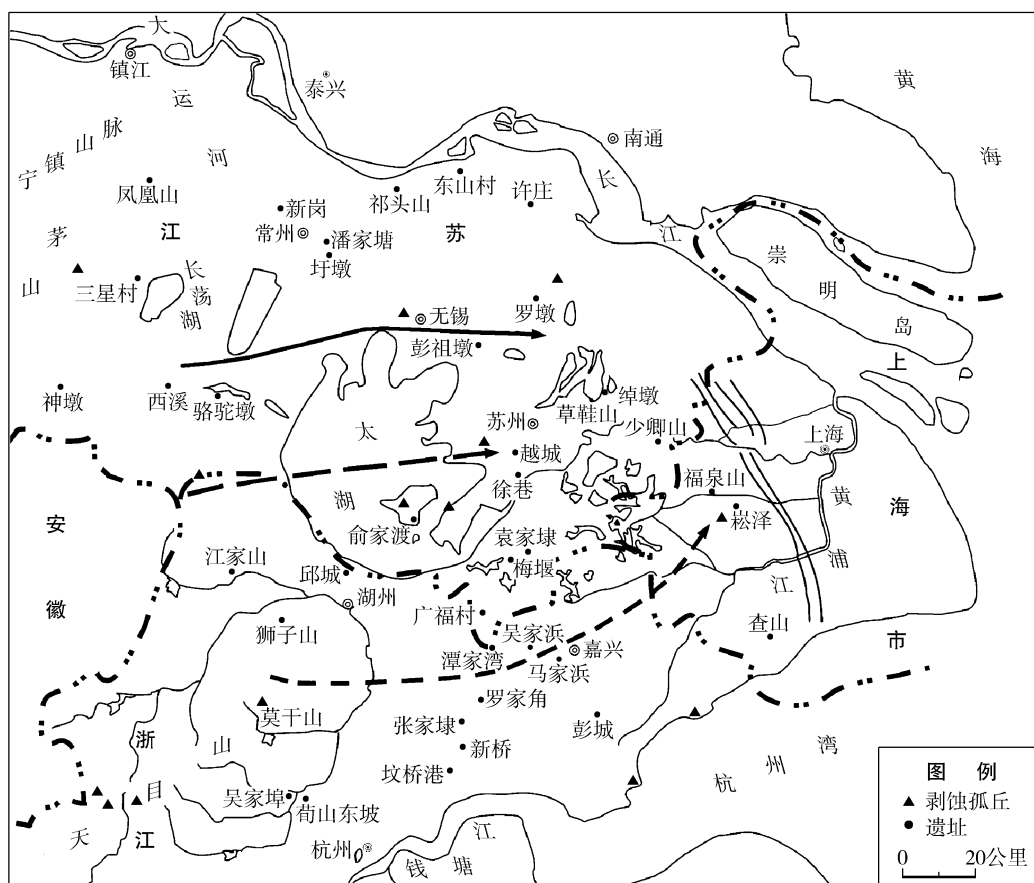 大
镇江
运
河
泰兴
黄
海
宁
镇
山
脉
南通
长
江
凤凰山
江
苏
新岗
常州
祁头山
东山村
许庄
潘家塘
圩墩
茅
山
三星村
长
荡
湖
崇
明
岛
上
无锡
罗墩
彭祖墩
神墩
西溪
骆驼墩
太
湖
苏州
草鞋山
绰墩
少卿山
上海
越城
徐巷
福泉山
崧泽
黄
浦
江
海
市
安
徽
俞家渡
江家山
邱城
湖州
袁家埭
梅堰
广福村
狮子山
潭家湾
吴家浜
嘉兴
马家浜
查山
莫干山
罗家角
张家埭
彭城
新桥
坟桥港
浙
江
天
目
山
吴家埠
荀山东坡
杭州
钱
塘
江
杭
州
湾
图 例
剥蚀孤丘
遗址
0 20公里